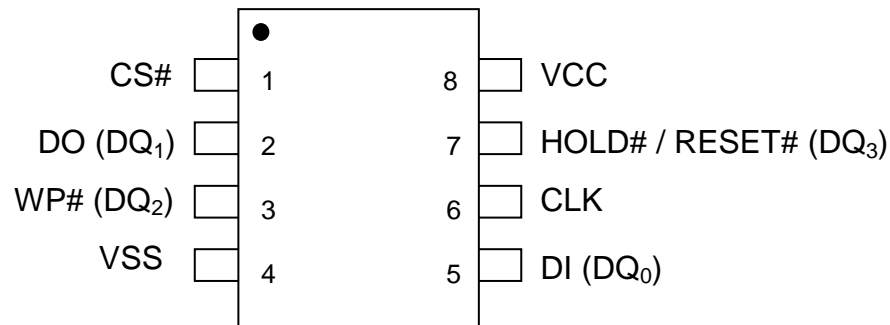 CS# 1 8 VCC
DO (DQ₁) 2 7 HOLD# / RESET# (DQ₃)
WP# (DQ₂) 3 6 CLK
VSS 4 5 DI (DQ₀)